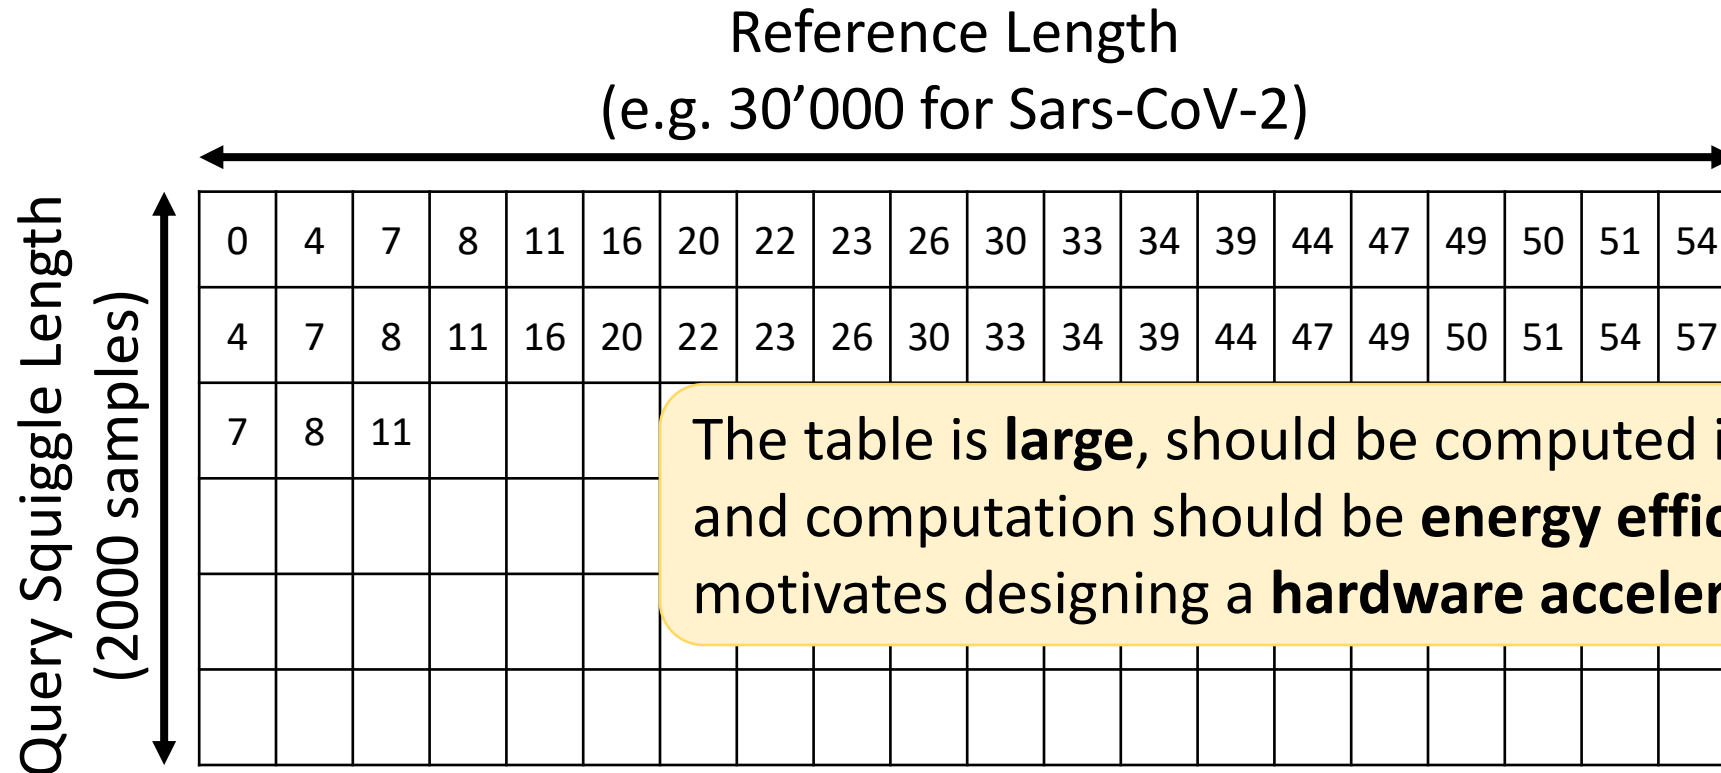 Reference Length
(e.g. 30’000 for Sars-CoV-2)
Query Squiggle Length
(2000 samples)
0 4 7 8 11 16 20 22 23 26 30 33 34 39 44 47 49 50 51 54
4 7 8 11 16 20 22 23 26 30 33 34 39 44 47 49 50 51 54 57
7 8 11
The table is large, should be computed
and computation should be energy
motivates designing a hardware